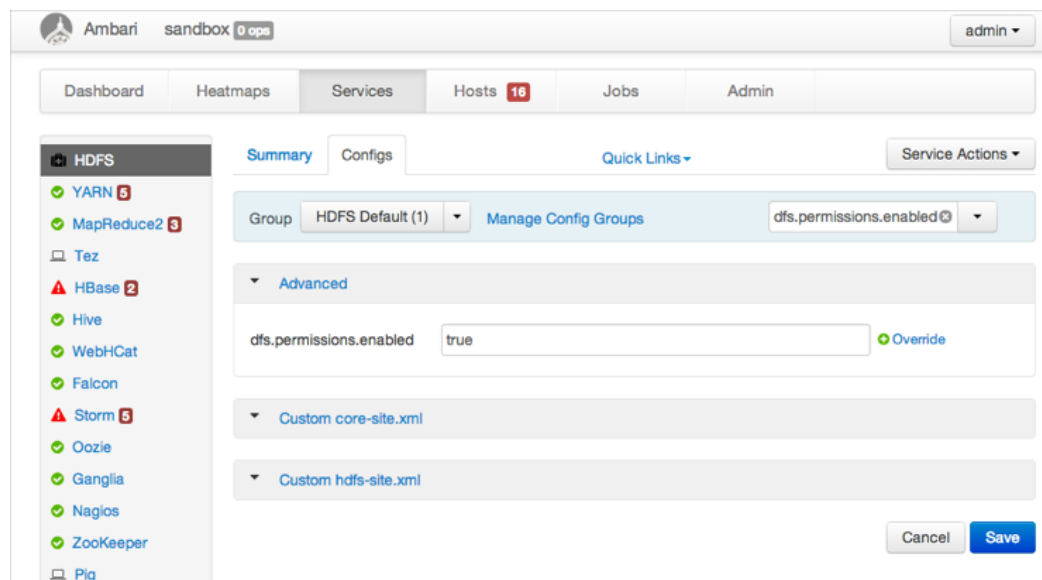 Ambari sandbox 0 ops admin
Dashboard Heatmaps Services Hosts 16 Jobs Admin
HDFS
YARN 5
MapReduce2 3
Tez
HBase 2
Hive
WebHCat
Falcon
Storm 5
Oozie
Ganglia
Nagios
ZooKeeper
Pig
Summary Configs Quick Links Service Actions
Group HDFS Default (1) Manage Config Groups dfs.permissions.enabled
Advanced
dfs.permissions.enabled true Override
Custom core-site.xml
Custom hdfs-site.xml
Cancel Save